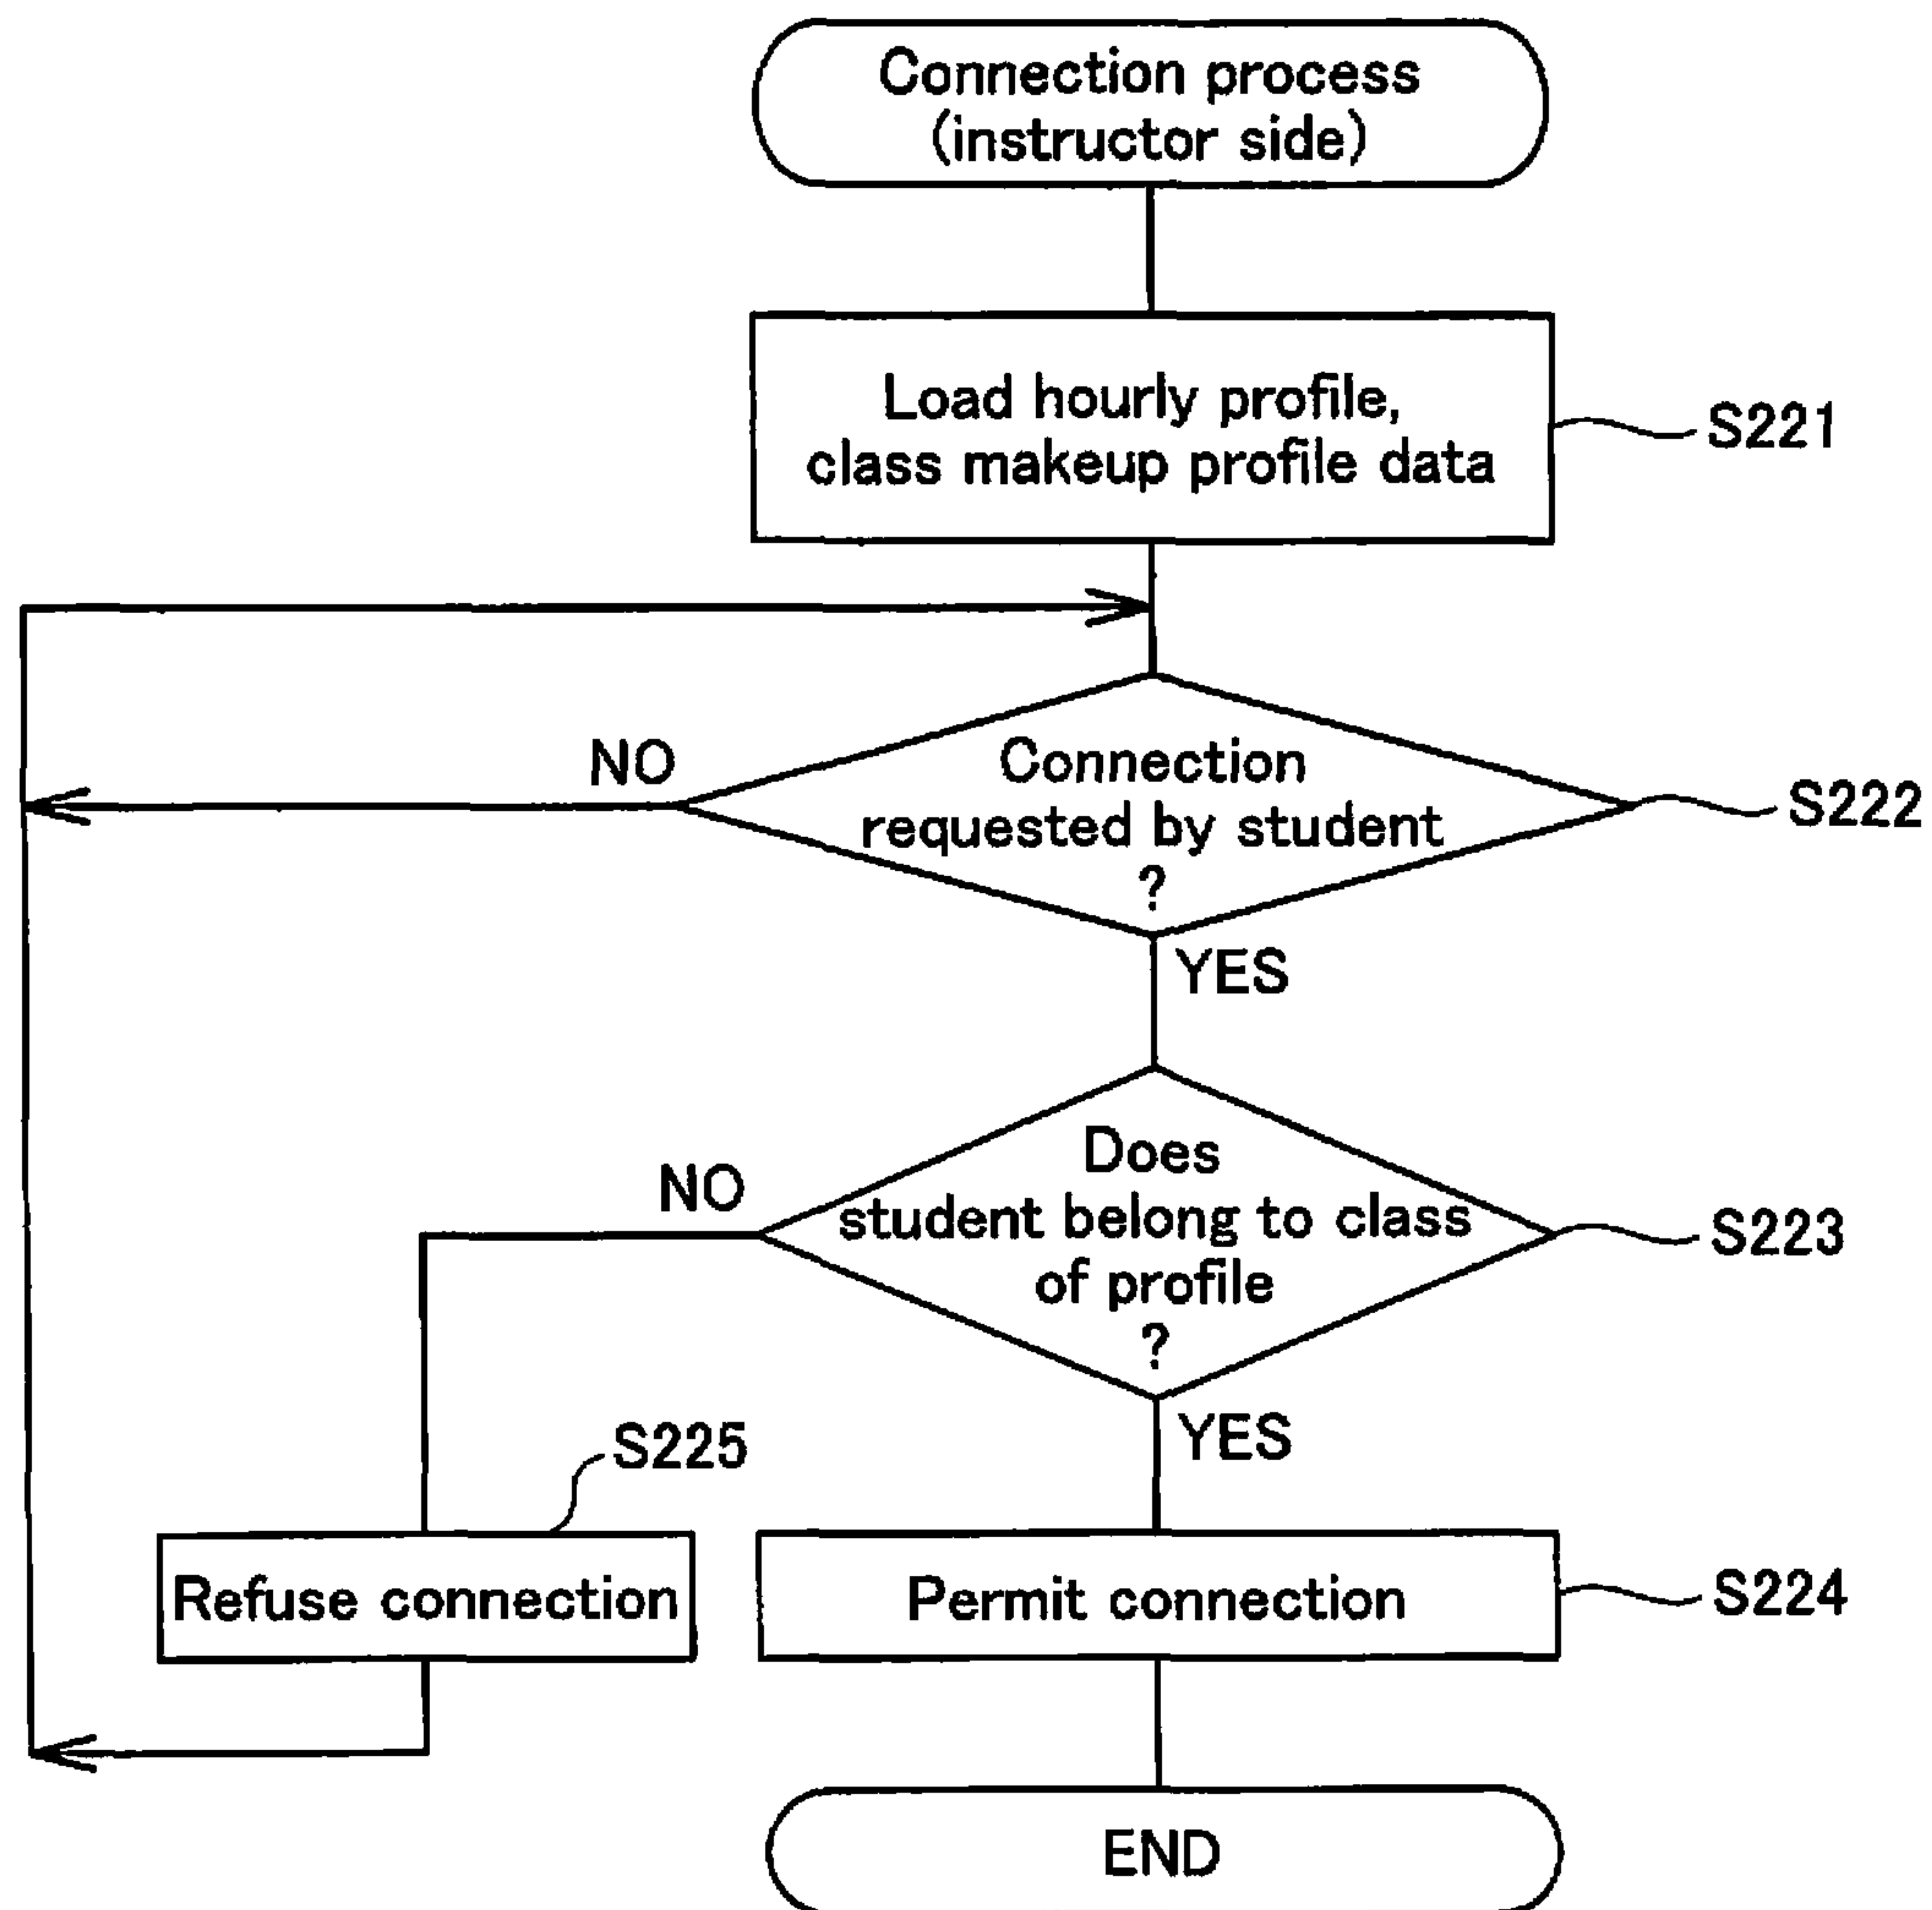 Connection process
(instructor side)
Load hourly profile,
class makeup profile data
S221
NO
Connection
requested by student
?
S222
YES
NO
Does
student belong to class
of profile
?
S223
YES
S225
Refuse connection
Permit connection
S224
END